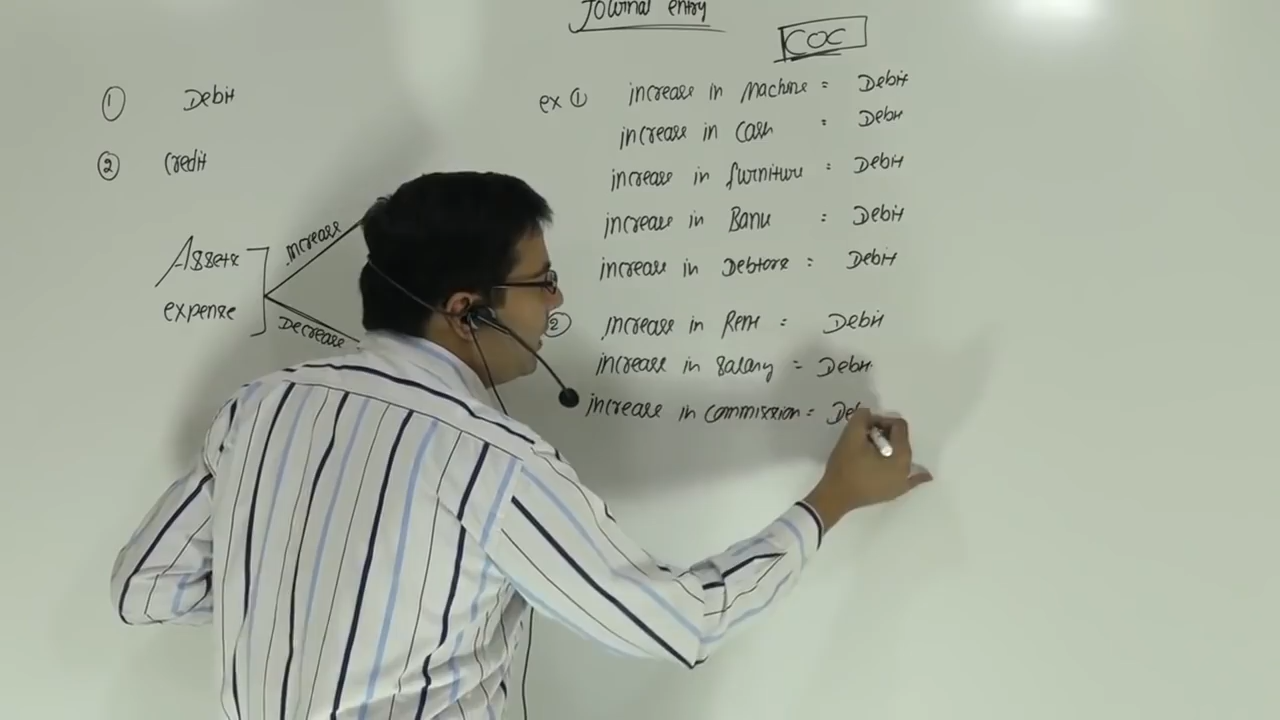 Journal entry
COC
① Debit
② Credit
Assets
expense
increase
Decrease
ex ① increase in Machine = Debit
increase in Cash : Debit
increase in furniture = Debit
increase in Bank : Debit
increase in Debtors = Debit
② increase in Rent = Debit
increase in Salary = Debit
increase in Commission = Deb